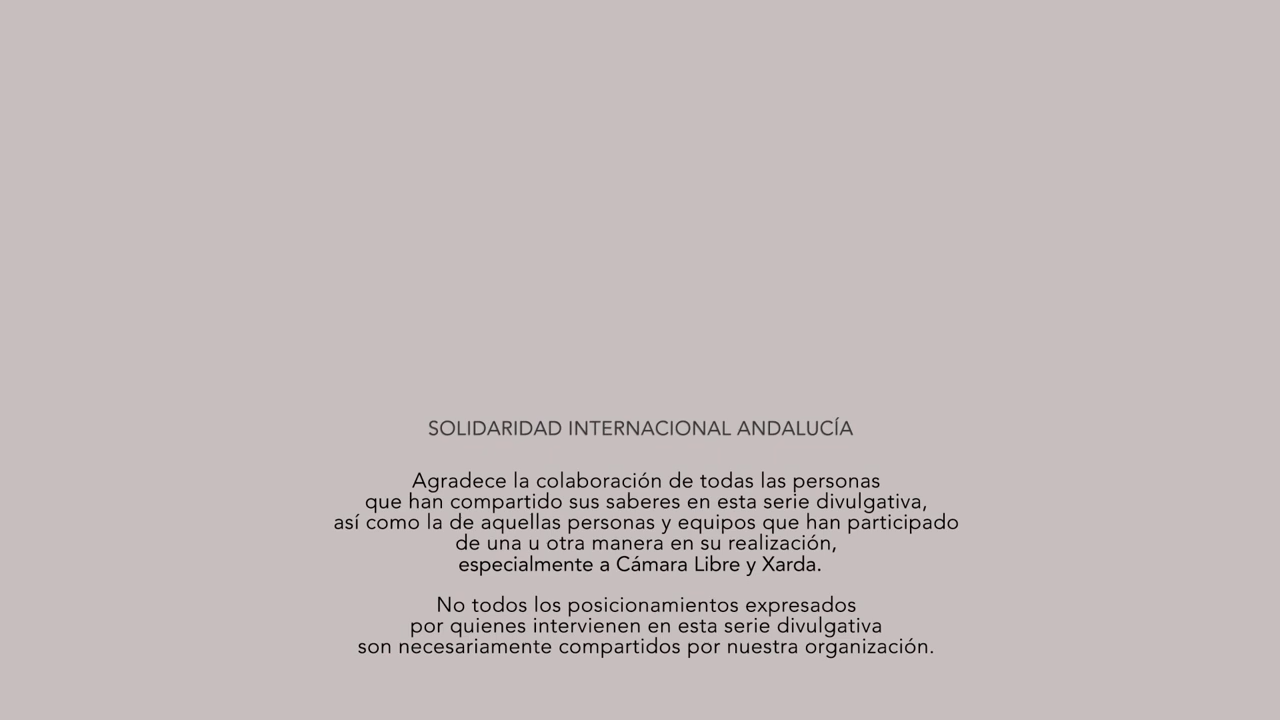 SOLIDARIDAD INTERNACIONAL ANDALUCÍA
Agradece la colaboración de todas las personas
que han compartido sus saberes en esta serie divulgativa,
así como la de aquellas personas y equipos que han participado
de una u otra manera en su realización,
especialmente a Cámara Libre y Xarda.
No todos los posicionamientos expresados
por quienes intervienen en esta serie divulgativa
son necesariamente compartidos por nuestra organización.